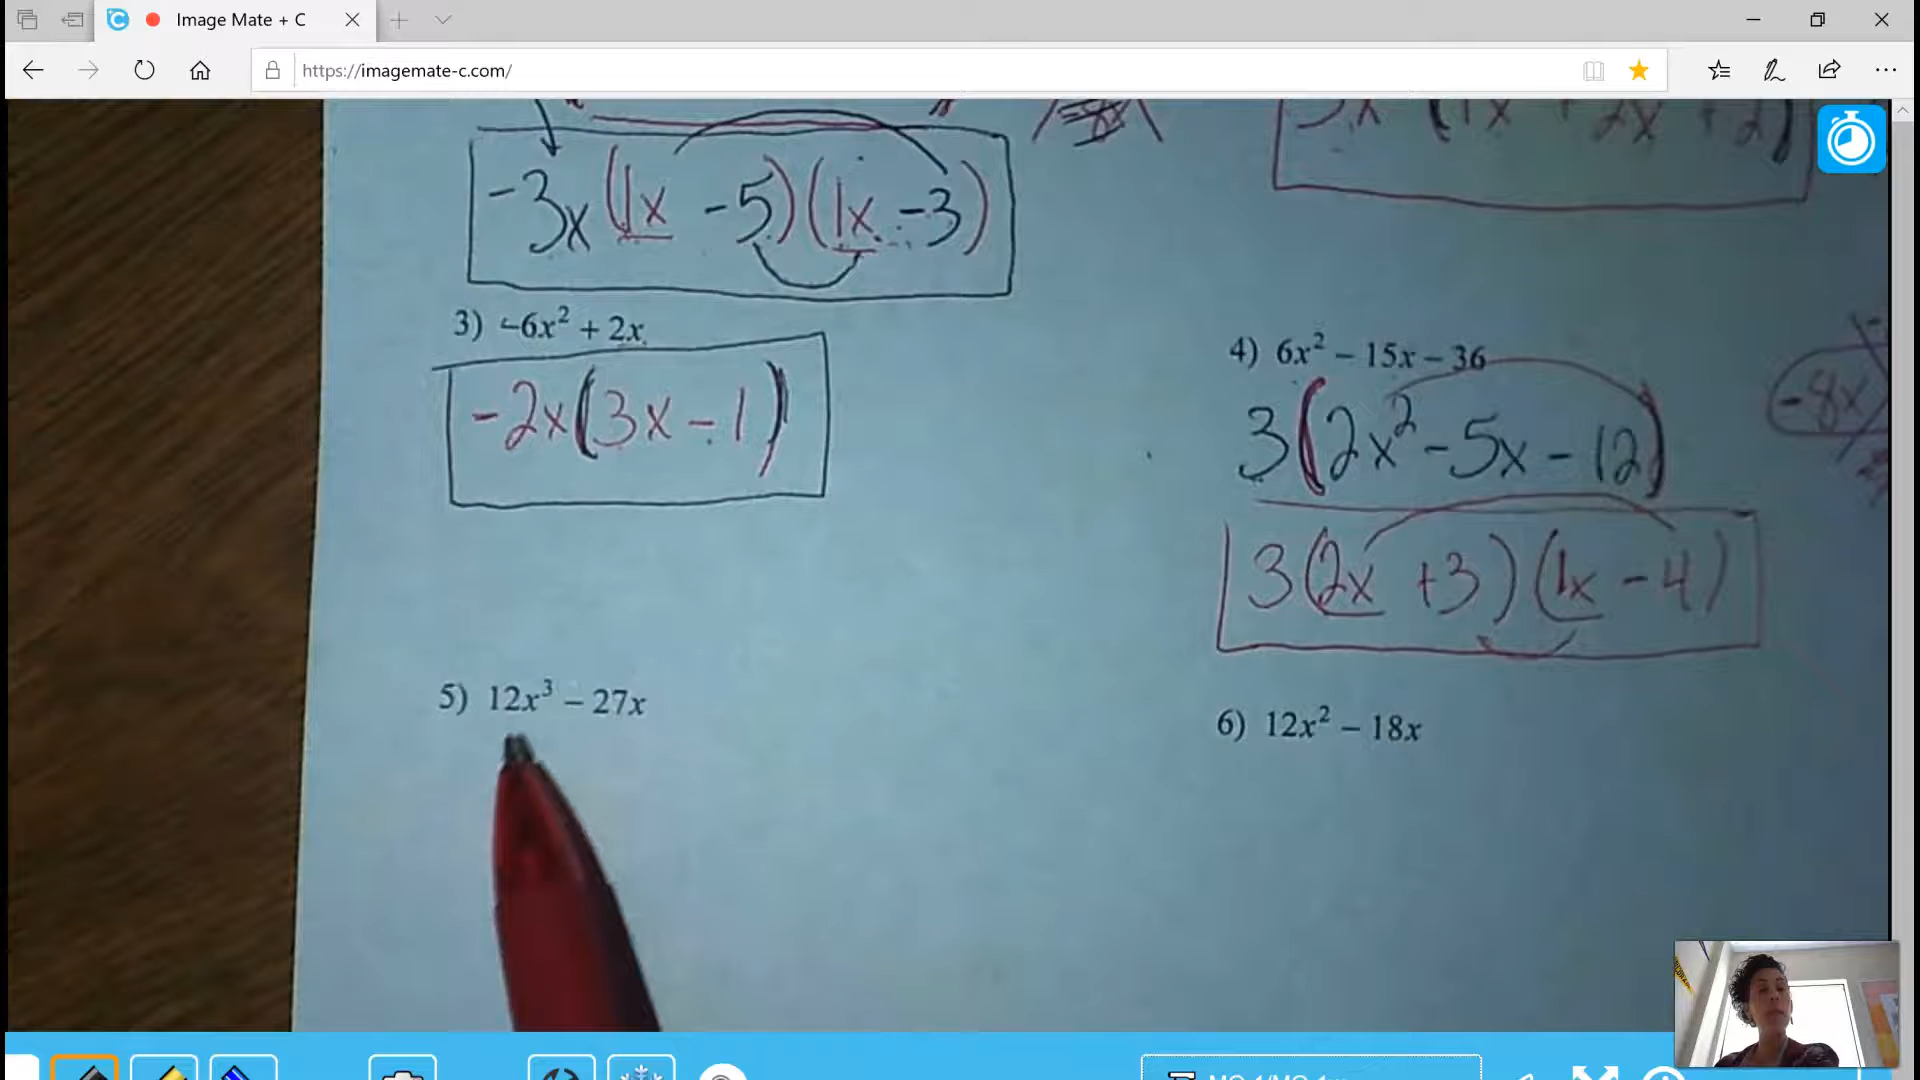 Image Mate + C
https://imagemate-c.com/
-3x(1x -5)(1x -3)
3) -6x² + 2x
-2x(3x - 1)
4) 6x² - 15x - 36
3(2x² - 5x - 12)
-8x
3(2x +3)(1x - 4)
5) 12x³ - 27x
6) 12x² - 18x